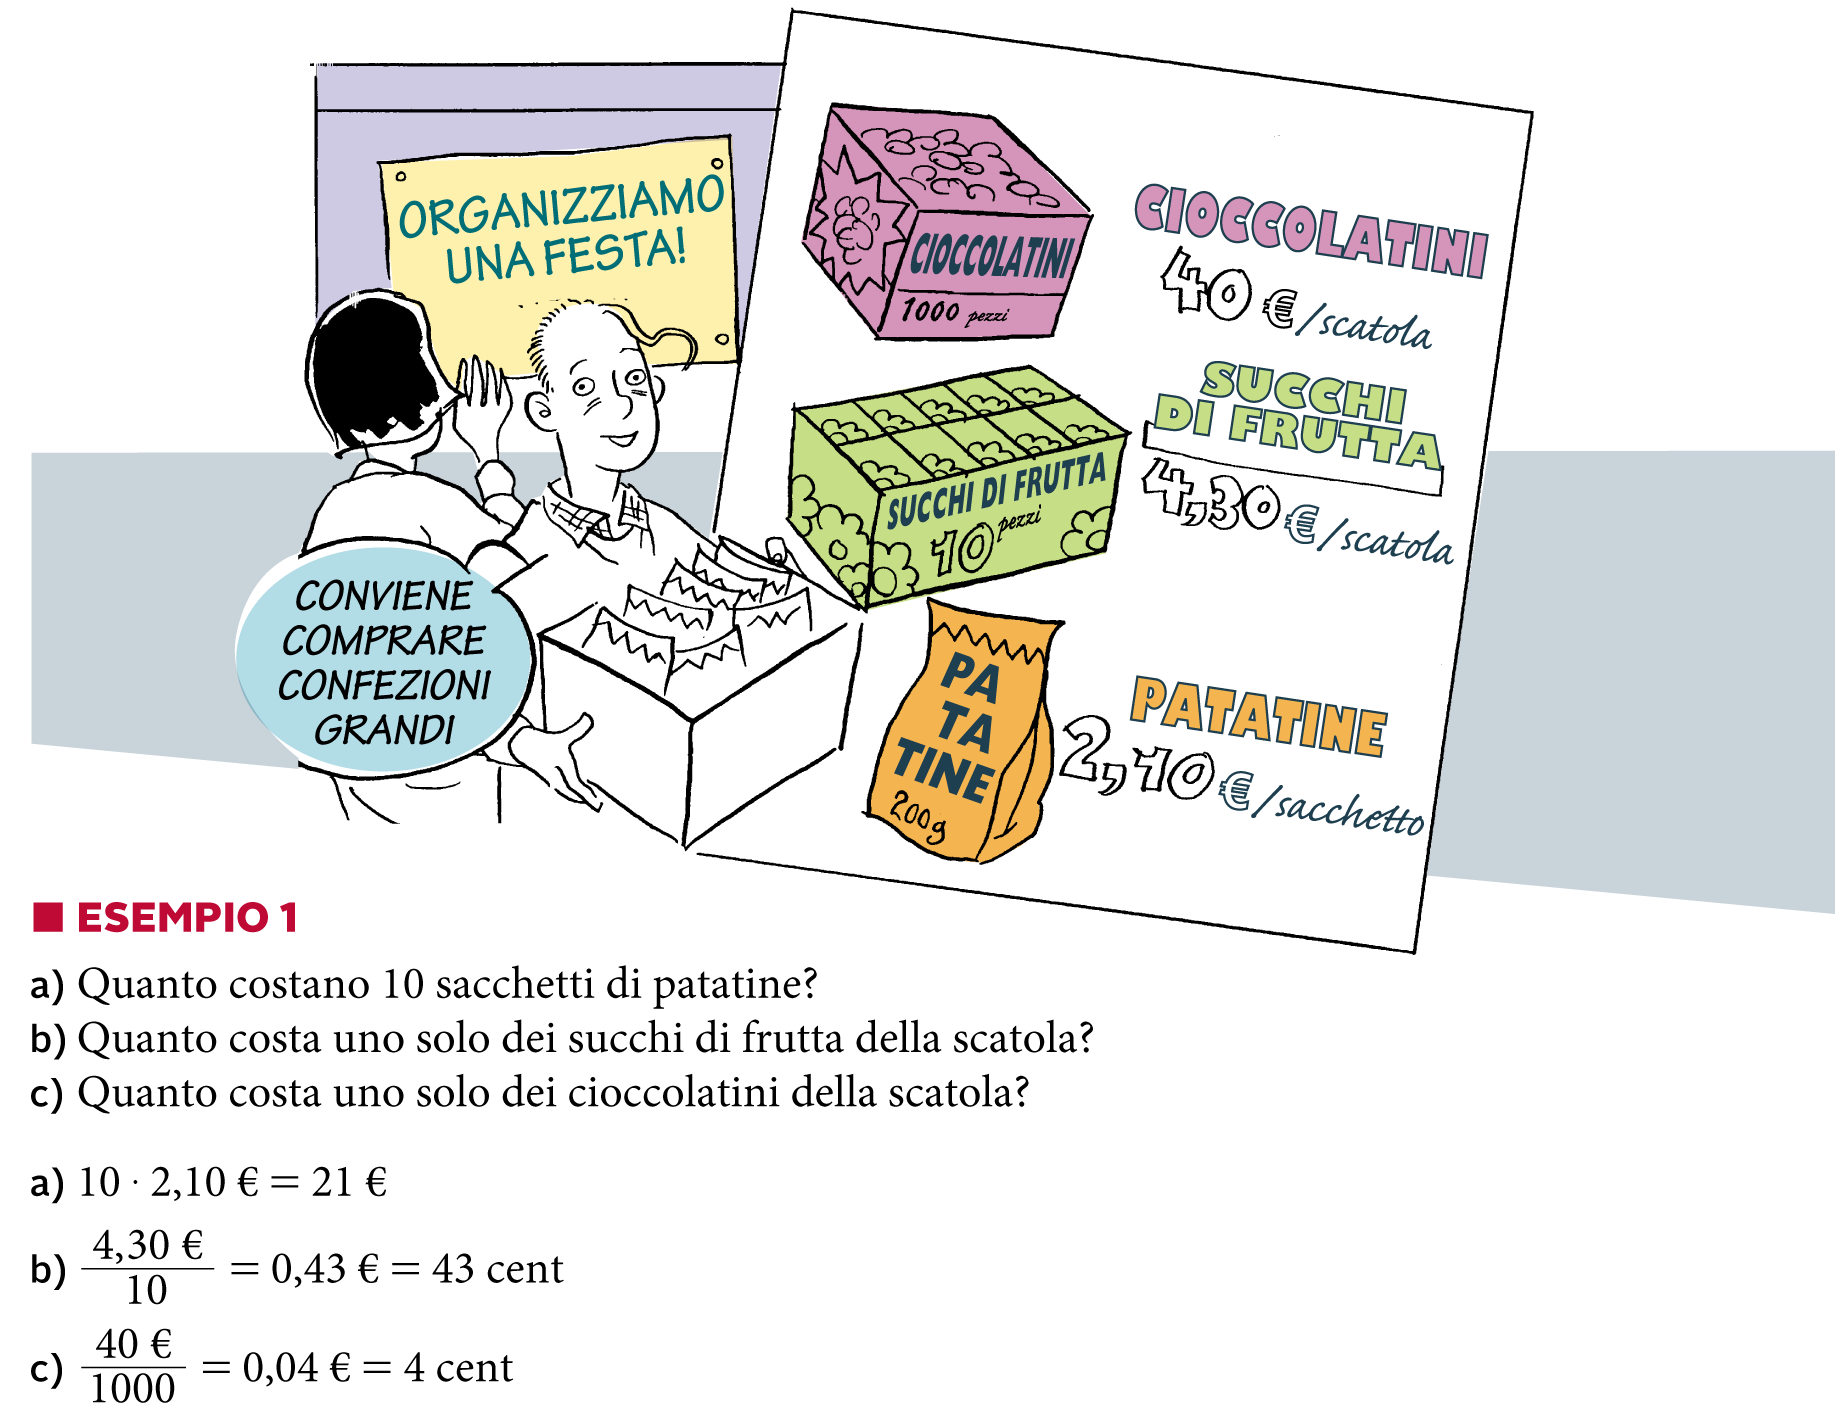 ORGANIZZIAMO
UNA FESTA!
CONVIENE
COMPRARE
CONFEZIONI
GRANDI
CIOCCOLATINI
1000 pezzi
CIOCCOLATINI
40 €/scatola
SUCCHI DI FRUTTA
10 pezzi
SUCCHI
DI FRUTTA
4,30 €/scatola
PA
TA
TINE
200g
PATATINE
2,10 €/sacchetto
■ ESEMPIO 1
a) Quanto costano 10 sacchetti di patatine?
b) Quanto costa uno solo dei succhi di frutta della scatola?
c) Quanto costa uno solo dei cioccolatini della scatola?
a) 10 · 2,10 € = 21 €
b) 4,30 € / 10 = 0,43 € = 43 cent
c) 40 € / 1000 = 0,04 € = 4 cent